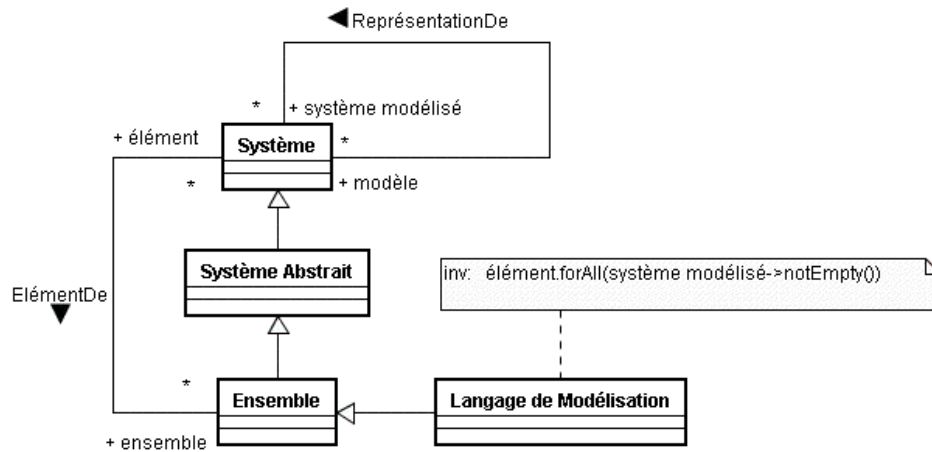 ReprésentationDe
* + système modélisé
+ élément
Système
*
*
+ modèle
Système Abstrait
inv: élément.forAll(système modélisé->notEmpty())
ElémentDe
*
Ensemble
Langage de Modélisation
+ ensemble